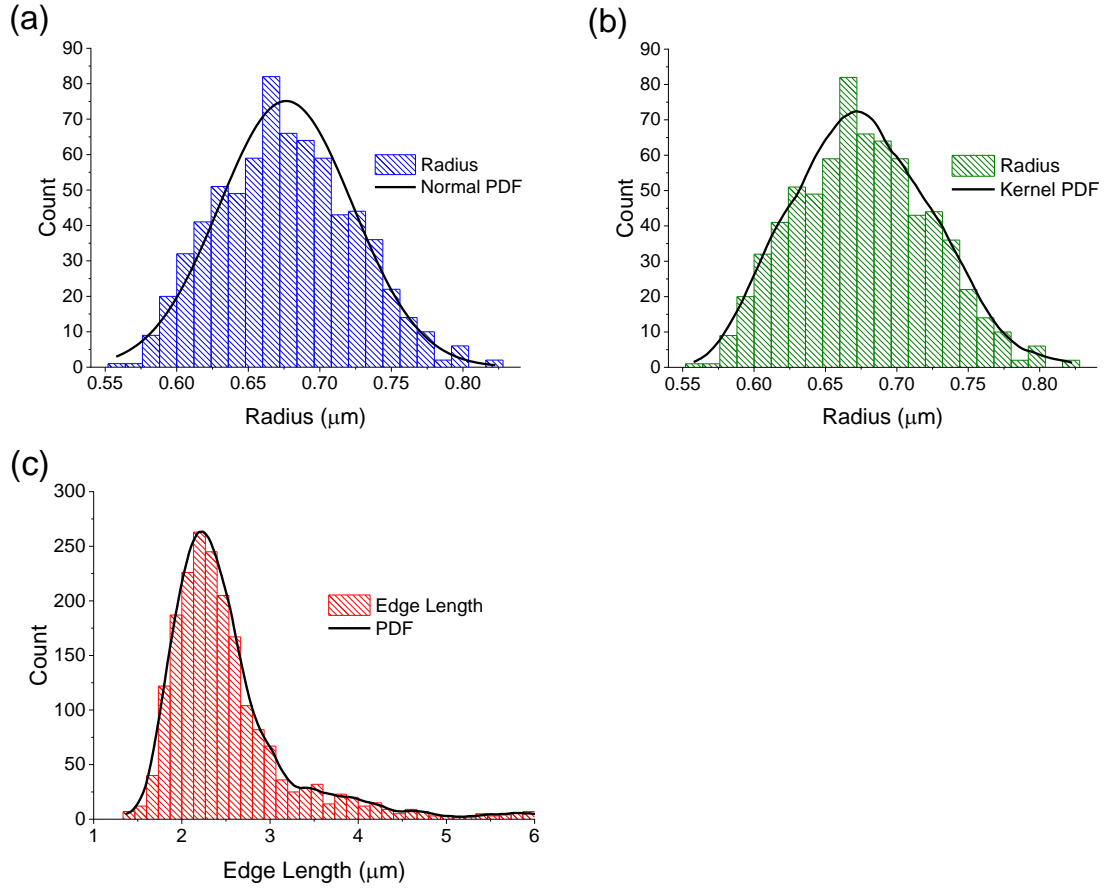 (a)
Count
90
80
70
60
50
40
30
20
10
0
0.55 0.60 0.65 0.70 0.75 0.80
Radius (μm)
Radius
Normal PDF
(b)
Count
90
80
70
60
50
40
30
20
10
0
0.55 0.60 0.65 0.70 0.75 0.80
Radius (μm)
Radius
Kernel PDF
(c)
Count
300
250
200
150
100
50
0
1 2 3 4 5 6
Edge Length (μm)
Edge Length
PDF